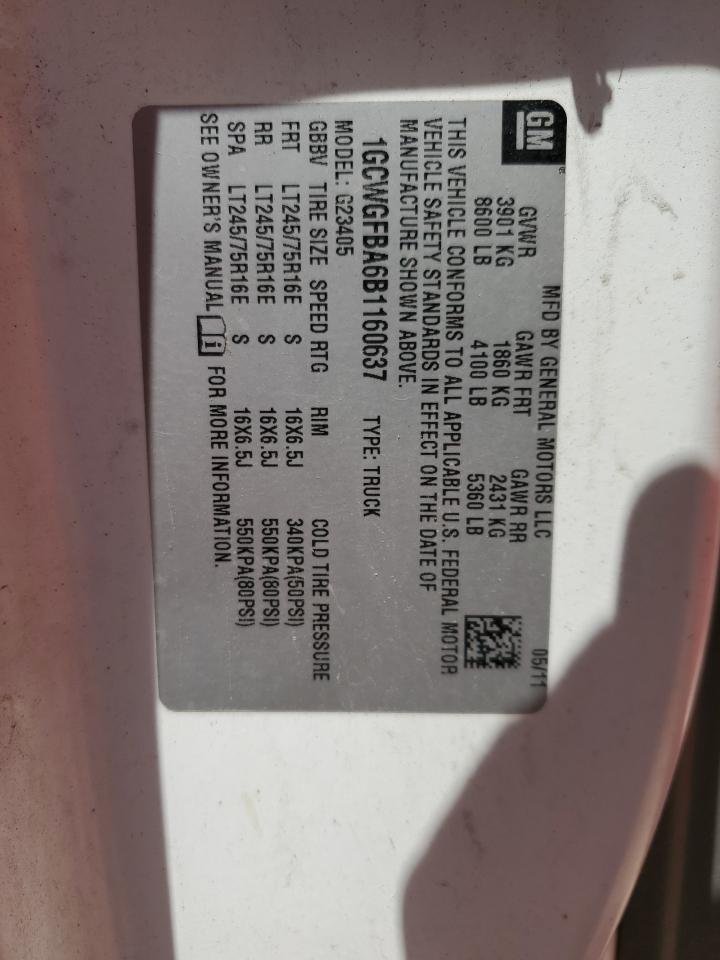 GM
MFD BY GENERAL MOTORS LLC 05/11
GVWR GAWR FRT GAWR RR
3901 KG 1860 KG 2431 KG
8600 LB 4100 LB 5360 LB
THIS VEHICLE CONFORMS TO ALL APPLICABLE U.S. FEDERAL MOTOR
VEHICLE SAFETY STANDARDS IN EFFECT ON THE DATE OF
MANUFACTURE SHOWN ABOVE.
1GCWGFBA6B1160637 TYPE: TRUCK
MODEL: G23405
GBBV TIRE SIZE SPEED RTG RIM COLD TIRE PRESSURE
FRT LT245/75R16E S 16X6.5J 340KPA(50PSI)
RR LT245/75R16E S 16X6.5J 550KPA(80PSI)
SPA LT245/75R16E S 16X6.5J 550KPA(80PSI)
SEE OWNER'S MANUAL i FOR MORE INFORMATION.